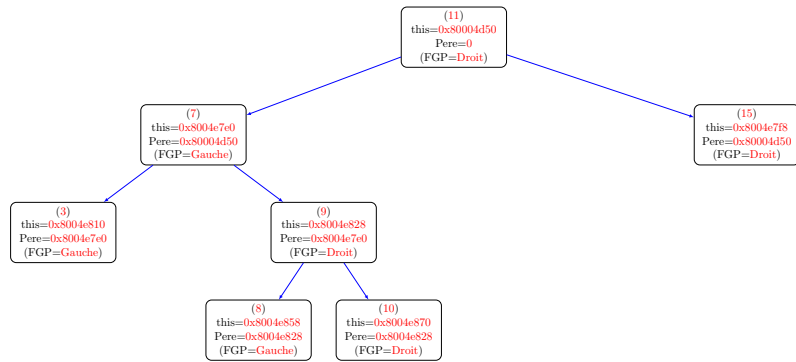 (11)
this=0x80004d50
Pere=0
(FGP=Droit)
(7)
this=0x8004e7e0
Pere=0x80004d50
(FGP=Gauche)
(15)
this=0x8004e7f8
Pere=0x80004d50
(FGP=Droit)
(3)
this=0x8004e810
Pere=0x8004e7e0
(FGP=Gauche)
(9)
this=0x8004e828
Pere=0x8004e7e0
(FGP=Droit)
(8)
this=0x8004e858
Pere=0x8004e828
(FGP=Gauche)
(10)
this=0x8004e870
Pere=0x8004e828
(FGP=Droit)